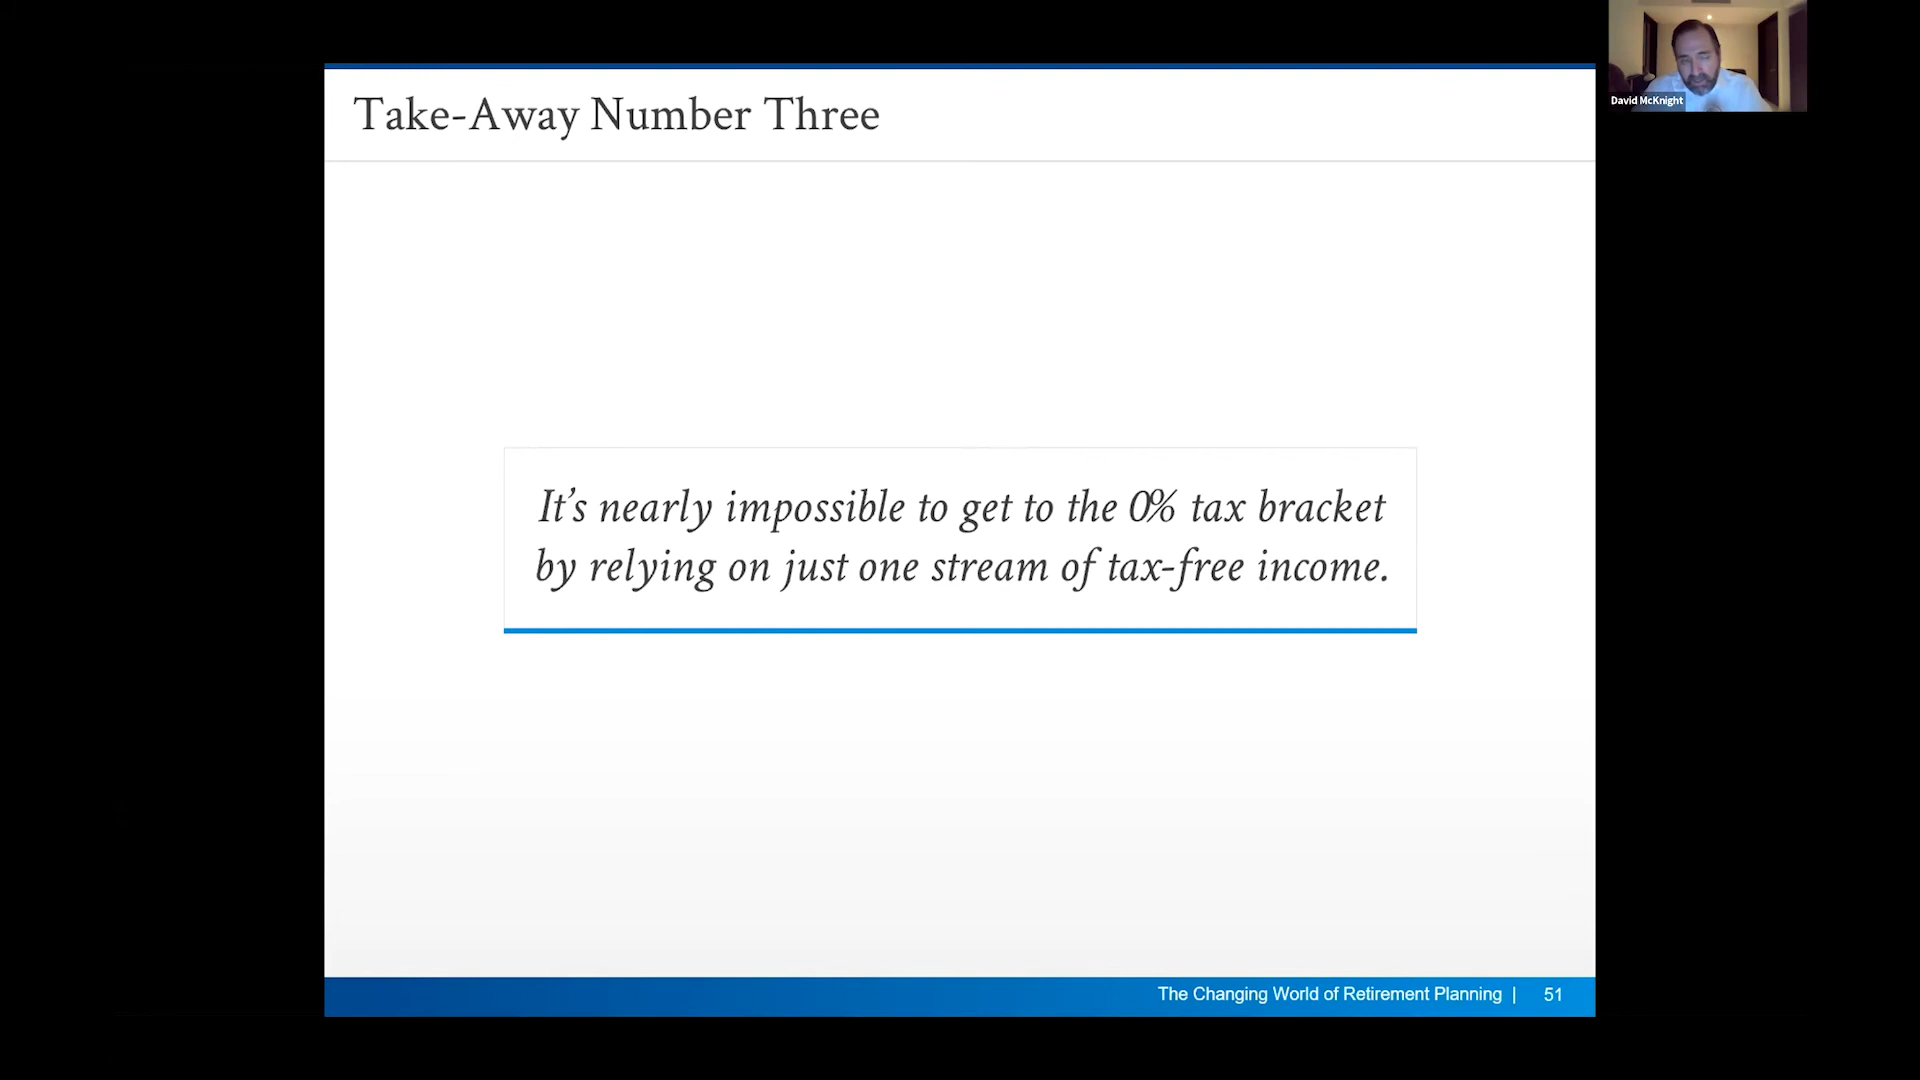 David McKnight
Take-Away Number Three
It’s nearly impossible to get to the 0% tax bracket
by relying on just one stream of tax-free income.
The Changing World of Retirement Planning | 51